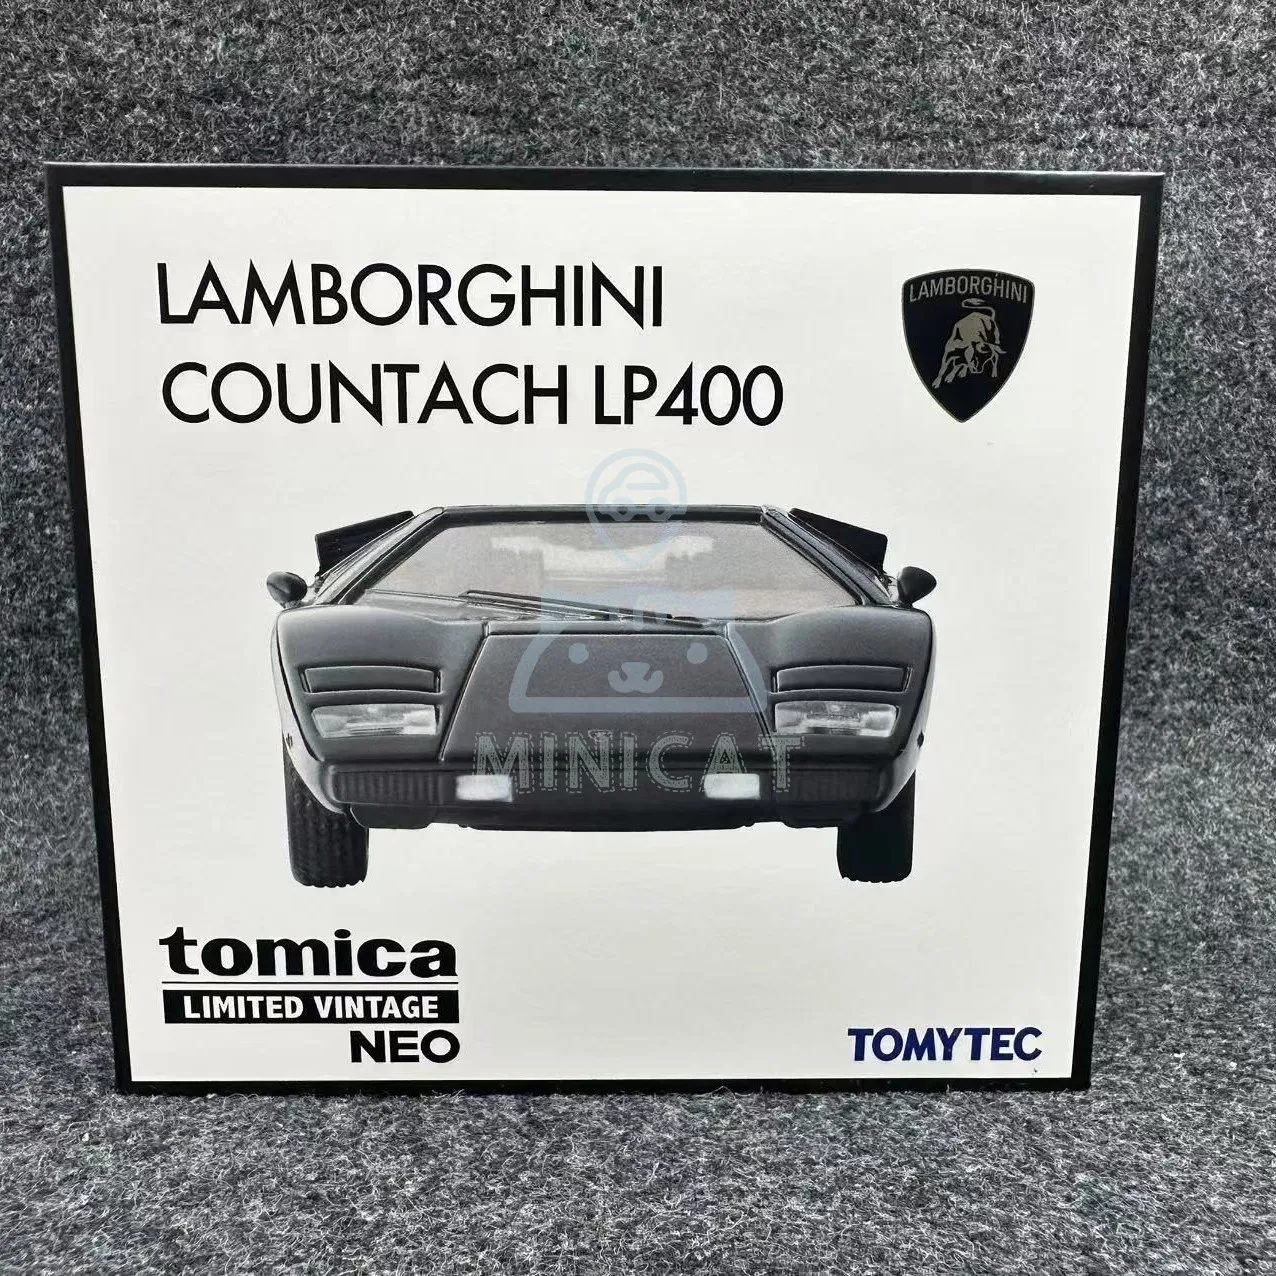 LAMBORGHINI
COUNTACH LP400
LAMBORGHINI
MINICAT
tomica
LIMITED VINTAGE
NEO
TOMYTEC